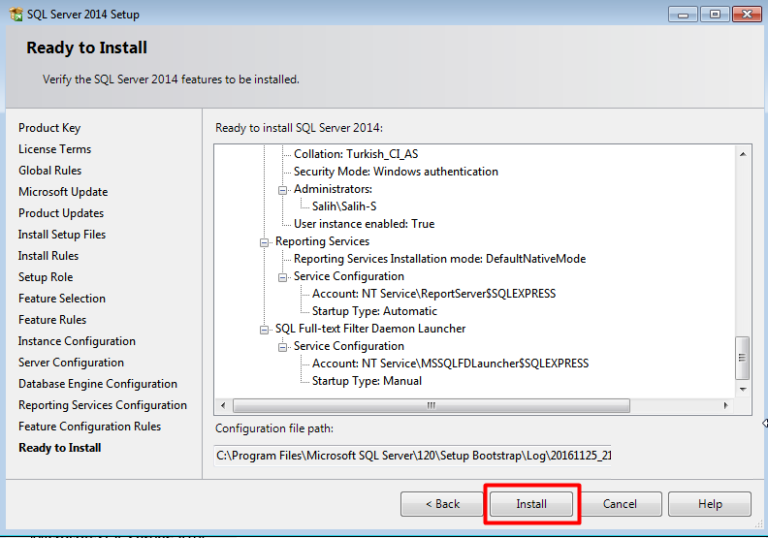 SQL Server 2014 Setup
Ready to Install
Verify the SQL Server 2014 features to be installed.
Product Key
License Terms
Global Rules
Microsoft Update
Product Updates
Install Setup Files
Install Rules
Setup Role
Feature Selection
Feature Rules
Instance Configuration
Server Configuration
Database Engine Configuration
Reporting Services Configuration
Feature Configuration Rules
Ready to Install
Ready to install SQL Server 2014:
Collation: Turkish_CI_AS
Security Mode: Windows authentication
Administrators:
Salih\Salih-S
User instance enabled: True
Reporting Services
Reporting Services Installation mode: DefaultNativeMode
Service Configuration
Account: NT Service\ReportServer$SQLEXPRESS
Startup Type: Automatic
SQL Full-text Filter Daemon Launcher
Service Configuration
Account: NT Service\MSSQLFDLauncher$SQLEXPRESS
Startup Type: Manual
Configuration file path:
C:\Program Files\Microsoft SQL Server\120\Setup Bootstrap\Log\20161125_21
< Back
Install
Cancel
Help